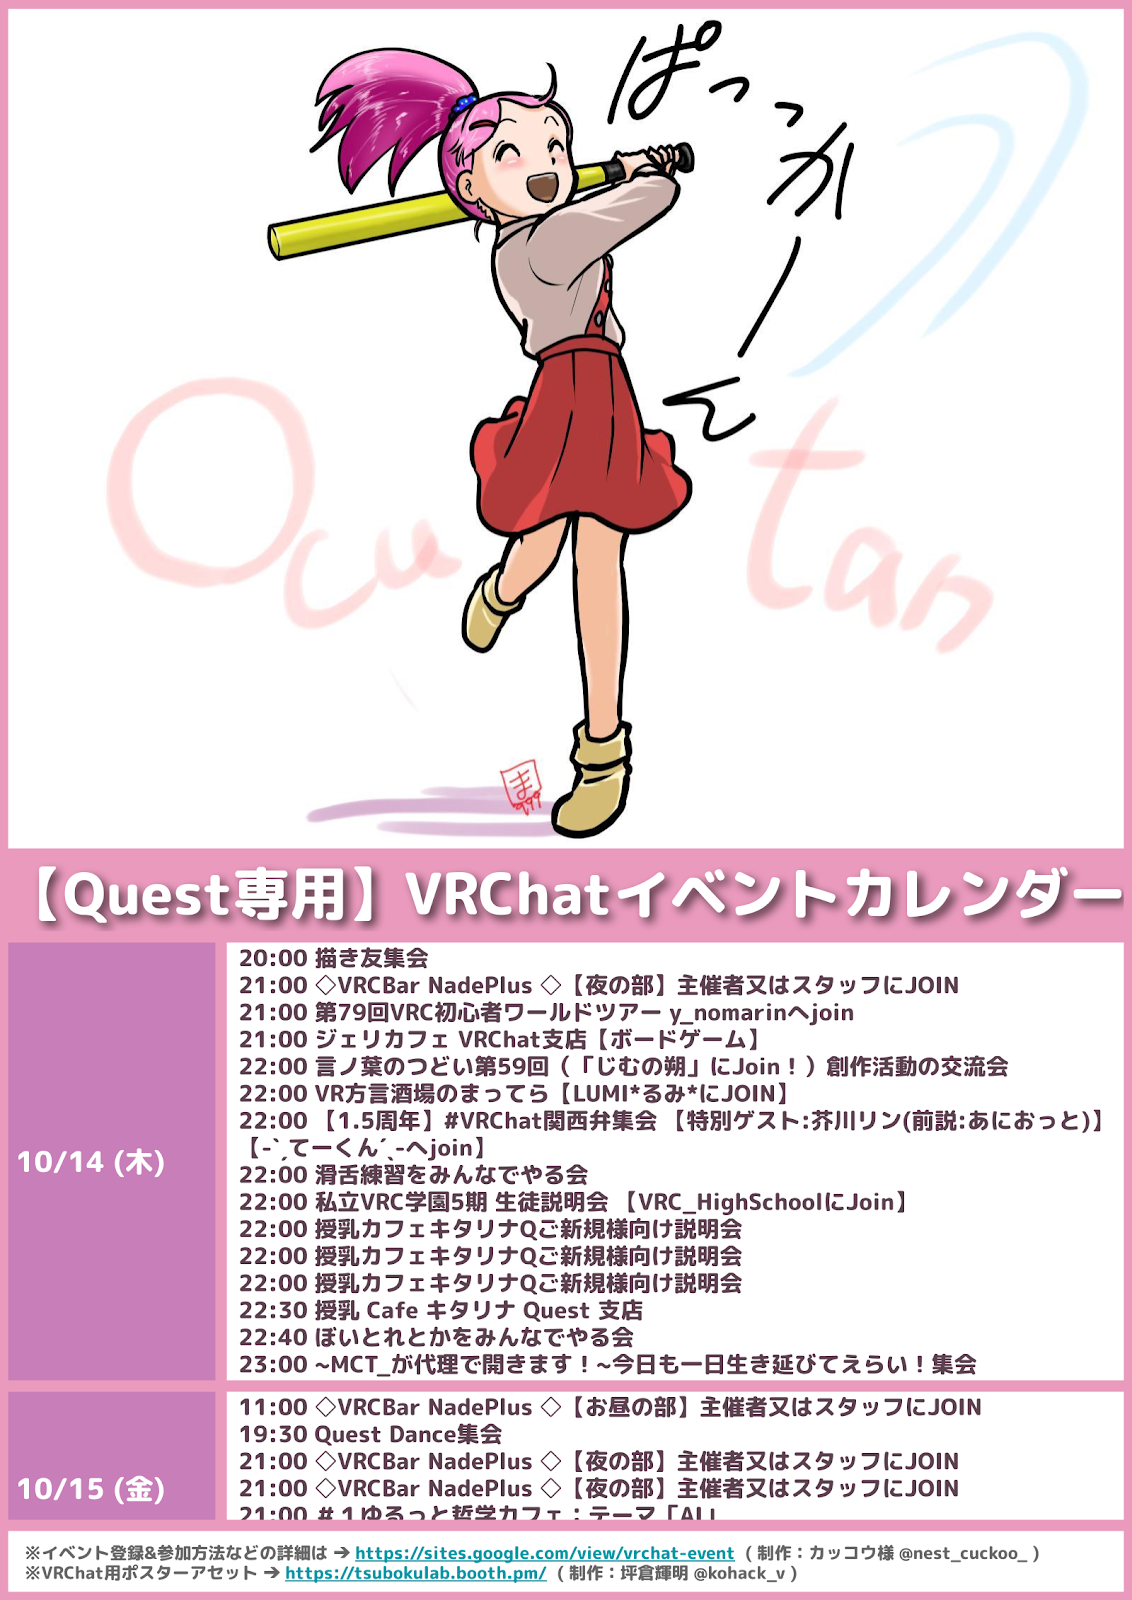 ぱっっかーん
Ocutan
ま
999
【Quest専用】VRChatイベントカレンダー
10/14 (木)
20:00 描き友集会
21:00 ◇VRCBar NadePlus ◇【夜の部】主催者又はスタッフにJOIN
21:00 第79回VRC初心者ワールドツアー y_nomarinへjoin
21:00 ジェリカフェ VRChat支店【ボードゲーム】
22:00 言ノ葉のつどい第59回（「じむの朔」にJoin！）創作活動の交流会
22:00 VR方言酒場のまってら【LUMI*るみ*にJOIN】
22:00 【1.5周年】#VRChat関西弁集会 【特別ゲスト:芥川リン(前説:あにおっと)】
【-ˋˏてーくんˊˎ-へjoin】
22:00 滑舌練習をみんなでやる会
22:00 私立VRC学園5期 生徒説明会 【VRC_HighSchoolにJoin】
22:00 授乳カフェキタリナQご新規様向け説明会
22:00 授乳カフェキタリナQご新規様向け説明会
22:00 授乳カフェキタリナQご新規様向け説明会
22:30 授乳 Cafe キタリナ Quest 支店
22:40 ぼいとれとかをみんなでやる会
23:00 ~MCT_が代理で開きます！~今日も一日生き延びてえらい！集会
10/15 (金)
11:00 ◇VRCBar NadePlus ◇【お昼の部】主催者又はスタッフにJOIN
19:30 Quest Dance集会
21:00 ◇VRCBar NadePlus ◇【夜の部】主催者又はスタッフにJOIN
21:00 ◇VRCBar NadePlus ◇【夜の部】主催者又はスタッフにJOIN
21:00 #１ゆるっと哲学カフェ：テーマ「AI」
※イベント登録&参加方法などの詳細は ➔ https://sites.google.com/view/vrchat-event （ 制作：カッコウ様 @nest_cuckoo_ ）
※VRChat用ポスターアセット ➔ https://tsubokulab.booth.pm/ （ 制作：坪倉輝明 @kohack_v ）